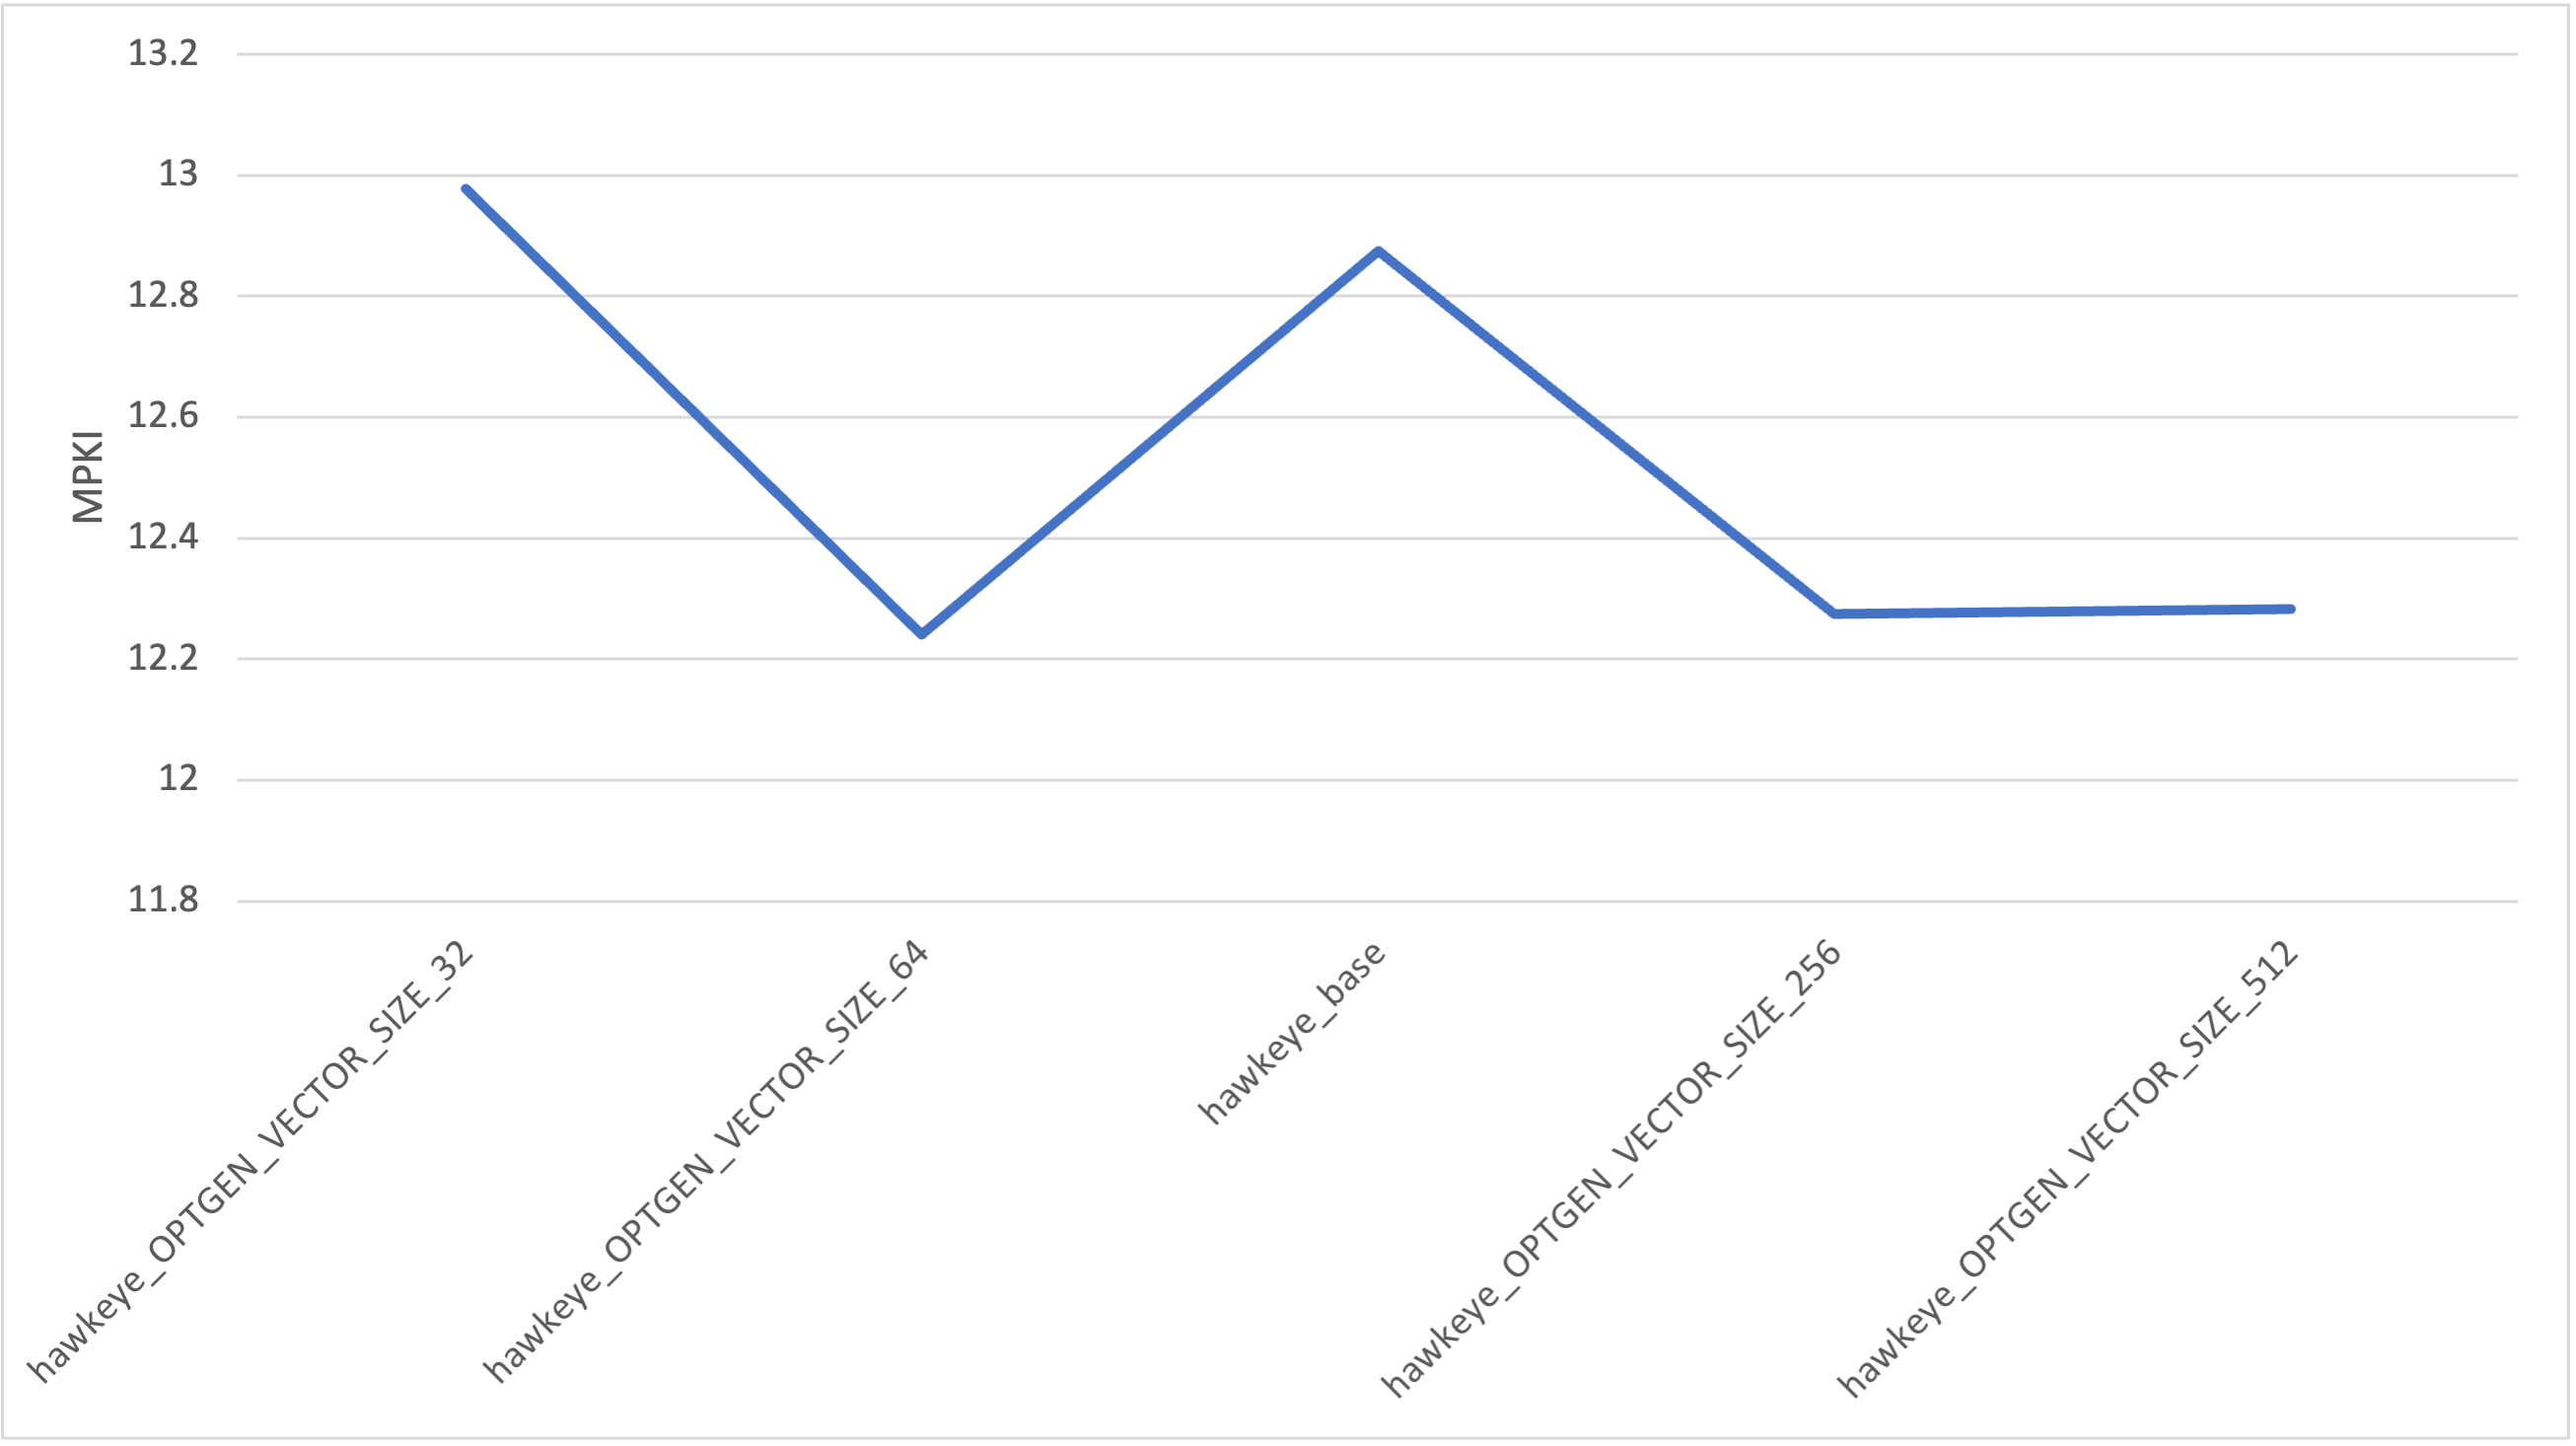 13.2
13
12.8
12.6
12.4
12.2
12
11.8
MPKI
hawkeye_OPTGEN_VECTOR_SIZE_32
hawkeye_OPTGEN_VECTOR_SIZE_64
hawkeye_base
hawkeye_OPTGEN_VECTOR_SIZE_256
hawkeye_OPTGEN_VECTOR_SIZE_512